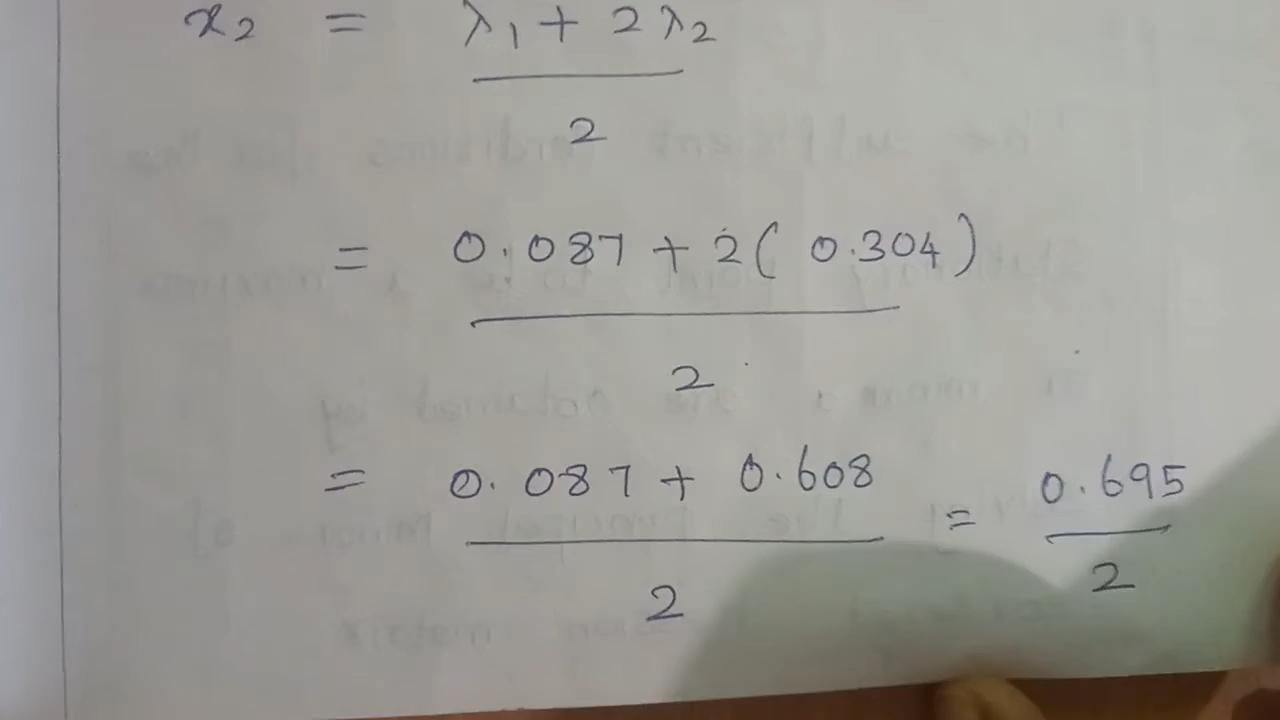 x₂ = λ₁ + 2λ₂ / 2
= 0.087 + 2( 0.304) / 2
= 0.087 + 0.608 / 2 = 0.695 / 2